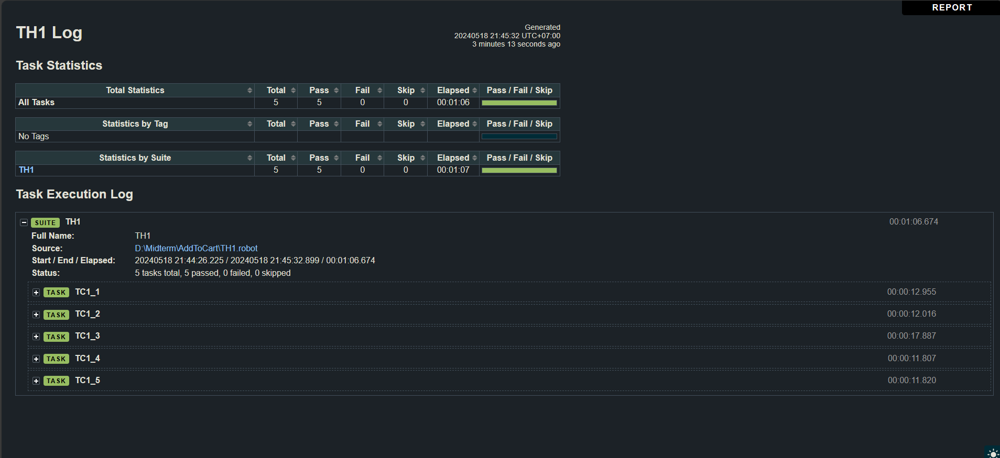 REPORT
TH1 Log
Generated
20240518 21:45:32 UTC+07:00
3 minutes 13 seconds ago
Task Statistics
Total Statistics Total Pass Fail Skip Elapsed Pass / Fail / Skip
All Tasks 5 5 0 0 00:01:06
Statistics by Tag Total Pass Fail Skip Elapsed Pass / Fail / Skip
No Tags
Statistics by Suite Total Pass Fail Skip Elapsed Pass / Fail / Skip
TH1 5 5 0 0 00:01:07
Task Execution Log
SUITE TH1 00:01:06.674
Full Name: TH1
Source: D:\Midterm\AddToCart\TH1.robot
Start / End / Elapsed: 20240518 21:44:26.225 / 20240518 21:45:32.899 / 00:01:06.674
Status: 5 tasks total, 5 passed, 0 failed, 0 skipped
TASK TC1_1 00:00:12.955
TASK TC1_2 00:00:12.016
TASK TC1_3 00:00:17.887
TASK TC1_4 00:00:11.807
TASK TC1_5 00:00:11.820